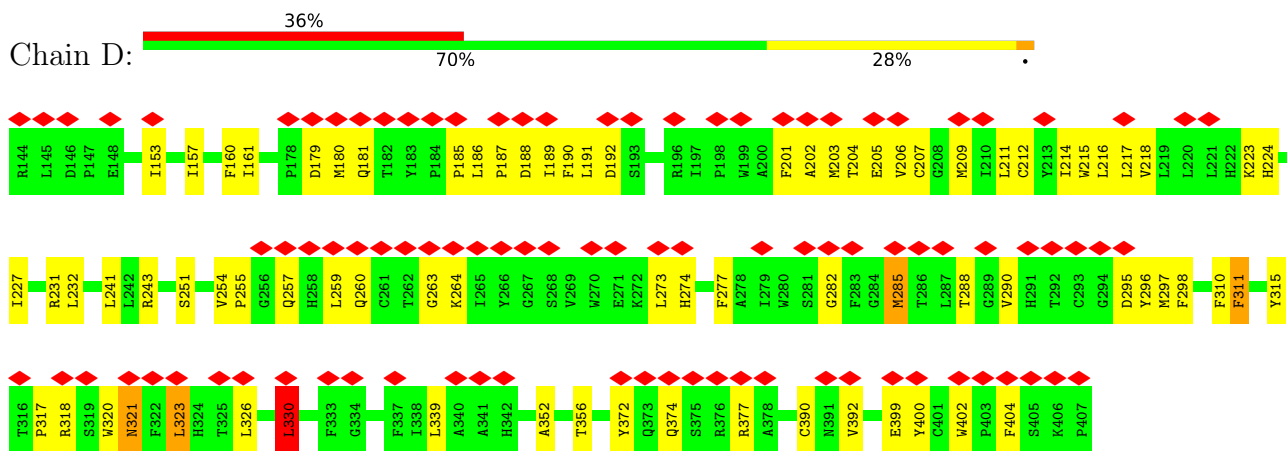 36%
Chain D:
70% 28% •
R144 L145 D146 P147 E148 I153 I157 F160 I161 P178 D179 M180 Q181 T182 Y183 P184 P185 L186 P187 D188 I189 F190 L191 D192 S193 R196 I197 P198 W199 A200 F201 A202 M203 T204 E205 V206 C207 G208 M209 I210 L211 C212 Y213 I214 W215 L216 L217 V218 L219 L220 L221 H222 K223 H224
I227 R231 L232 L241 L242 R243 S251 V254 P255 G256 Q257 H258 L259 Q260 C261 T262 G263 K264 I265 Y266 G267 S268 V269 W270 E271 K272 L273 H274 F277 A278 I279 W280 S281 G282 F283 G284 M285 T286 L287 T288 G289 V290 H291 T292 C293 G294 D295 Y296 M297 F298 F310 F311 Y315
T316 P317 R318 S319 W320 N321 F322 L323 H324 T325 L326 L330 F333 G334 F337 I338 L339 A340 A341 H342 A352 T356 Y372 Q373 Q374 S375 R376 R377 A378 C390 N391 V392 E399 Y400 C401 W402 P403 F404 S405 K406 P407